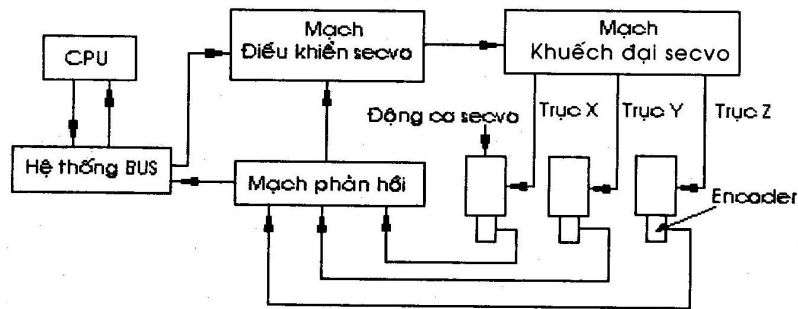 Mạch
Điều khiển secvo
Mạch
Khuếch đại secvo
CPU
Động cơ secvo
Trục X
Trục Y
Trục Z
Hệ thống BUS
Mạch phản hồi
Encader